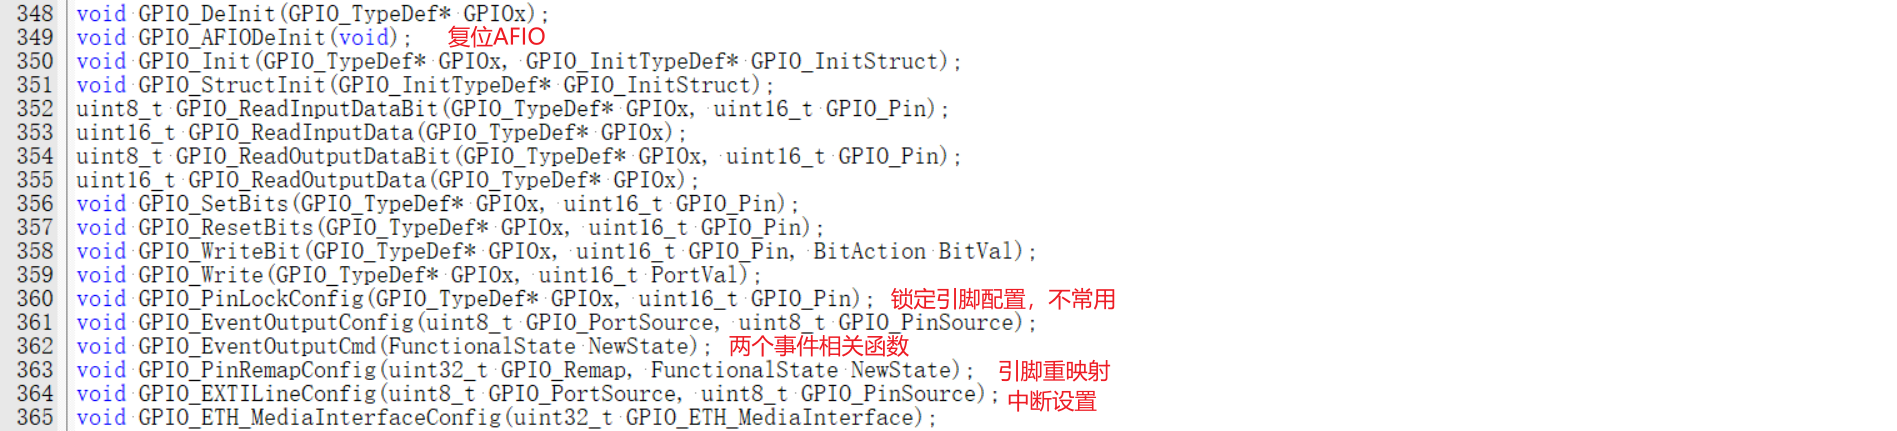 348 void GPIO_DeInit(GPIO_TypeDef* GPIOx);
349 void GPIO_AFIODeInit(void); 复位AFIO
350 void GPIO_Init(GPIO_TypeDef* GPIOx, GPIO_InitTypeDef* GPIO_InitStruct);
351 void GPIO_StructInit(GPIO_InitTypeDef* GPIO_InitStruct);
352 uint8_t GPIO_ReadInputDataBit(GPIO_TypeDef* GPIOx, uint16_t GPIO_Pin);
353 uint16_t GPIO_ReadInputData(GPIO_TypeDef* GPIOx);
354 uint8_t GPIO_ReadOutputDataBit(GPIO_TypeDef* GPIOx, uint16_t GPIO_Pin);
355 uint16_t GPIO_ReadOutputData(GPIO_TypeDef* GPIOx);
356 void GPIO_SetBits(GPIO_TypeDef* GPIOx, uint16_t GPIO_Pin);
357 void GPIO_ResetBits(GPIO_TypeDef* GPIOx, uint16_t GPIO_Pin);
358 void GPIO_WriteBit(GPIO_TypeDef* GPIOx, uint16_t GPIO_Pin, BitAction BitVal);
359 void GPIO_Write(GPIO_TypeDef* GPIOx, uint16_t PortVal);
360 void GPIO_PinLockConfig(GPIO_TypeDef* GPIOx, uint16_t GPIO_Pin); 锁定引脚配置，不常用
361 void GPIO_EventOutputConfig(uint8_t GPIO_PortSource, uint8_t GPIO_PinSource);
362 void GPIO_EventOutputCmd(FunctionalState NewState); 两个事件相关函数
363 void GPIO_PinRemapConfig(uint32_t GPIO_Remap, FunctionalState NewState); 引脚重映射
364 void GPIO_EXTILineConfig(uint8_t GPIO_PortSource, uint8_t GPIO_PinSource); 中断设置
365 void GPIO_ETH_MediaInterfaceConfig(uint32_t GPIO_ETH_MediaInterface);